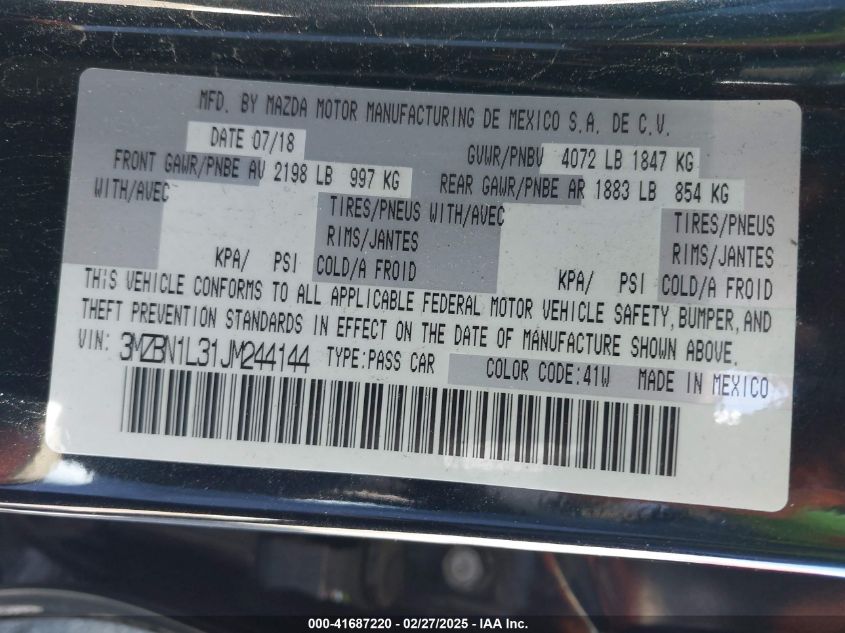 MFD. BY MAZDA MOTOR MANUFACTURING DE MEXICO S.A. DE C.V.
DATE 07/18 GVWR/PNBV 4072 LB 1847 KG
FRONT GAWR/PNBE AV 2198 LB 997 KG REAR GAWR/PNBE AR 1883 LB 854 KG
WITH/AVEC TIRES/PNEUS WITH/AVEC TIRES/PNEUS
RIMS/JANTES RIMS/JANTES
KPA/ PSI COLD/A FROID KPA/ PSI COLD/A FROID
THIS VEHICLE CONFORMS TO ALL APPLICABLE FEDERAL MOTOR VEHICLE SAFETY, BUMPER, AND
THEFT PREVENTION STANDARDS IN EFFECT ON THE DATE OF MANUFACTURE SHOWN ABOVE.
VIN: 3MZBN1L31JM244144 TYPE:PASS CAR COLOR CODE:41W MADE IN MEXICO
000-41687220 - 02/27/2025 - IAA Inc.